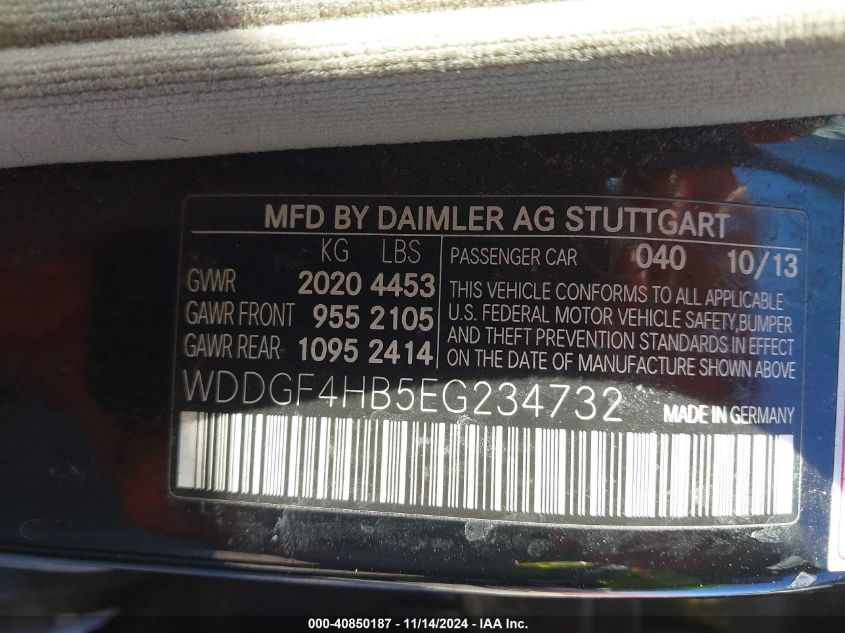 MFD BY DAIMLER AG STUTTGART
KG LBS
GVWR 2020 4453
GAWR FRONT 955 2105
GAWR REAR 1095 2414
PASSENGER CAR 040 10/13
THIS VEHICLE CONFORMS TO ALL APPLICABLE
U.S. FEDERAL MOTOR VEHICLE SAFETY,BUMPER
AND THEFT PREVENTION STANDARDS IN EFFECT
ON THE DATE OF MANUFACTURE SHOWN ABOVE
WDDGF4HB5EG234732
MADE IN GERMANY
000-40850187 - 11/14/2024 - IAA Inc.